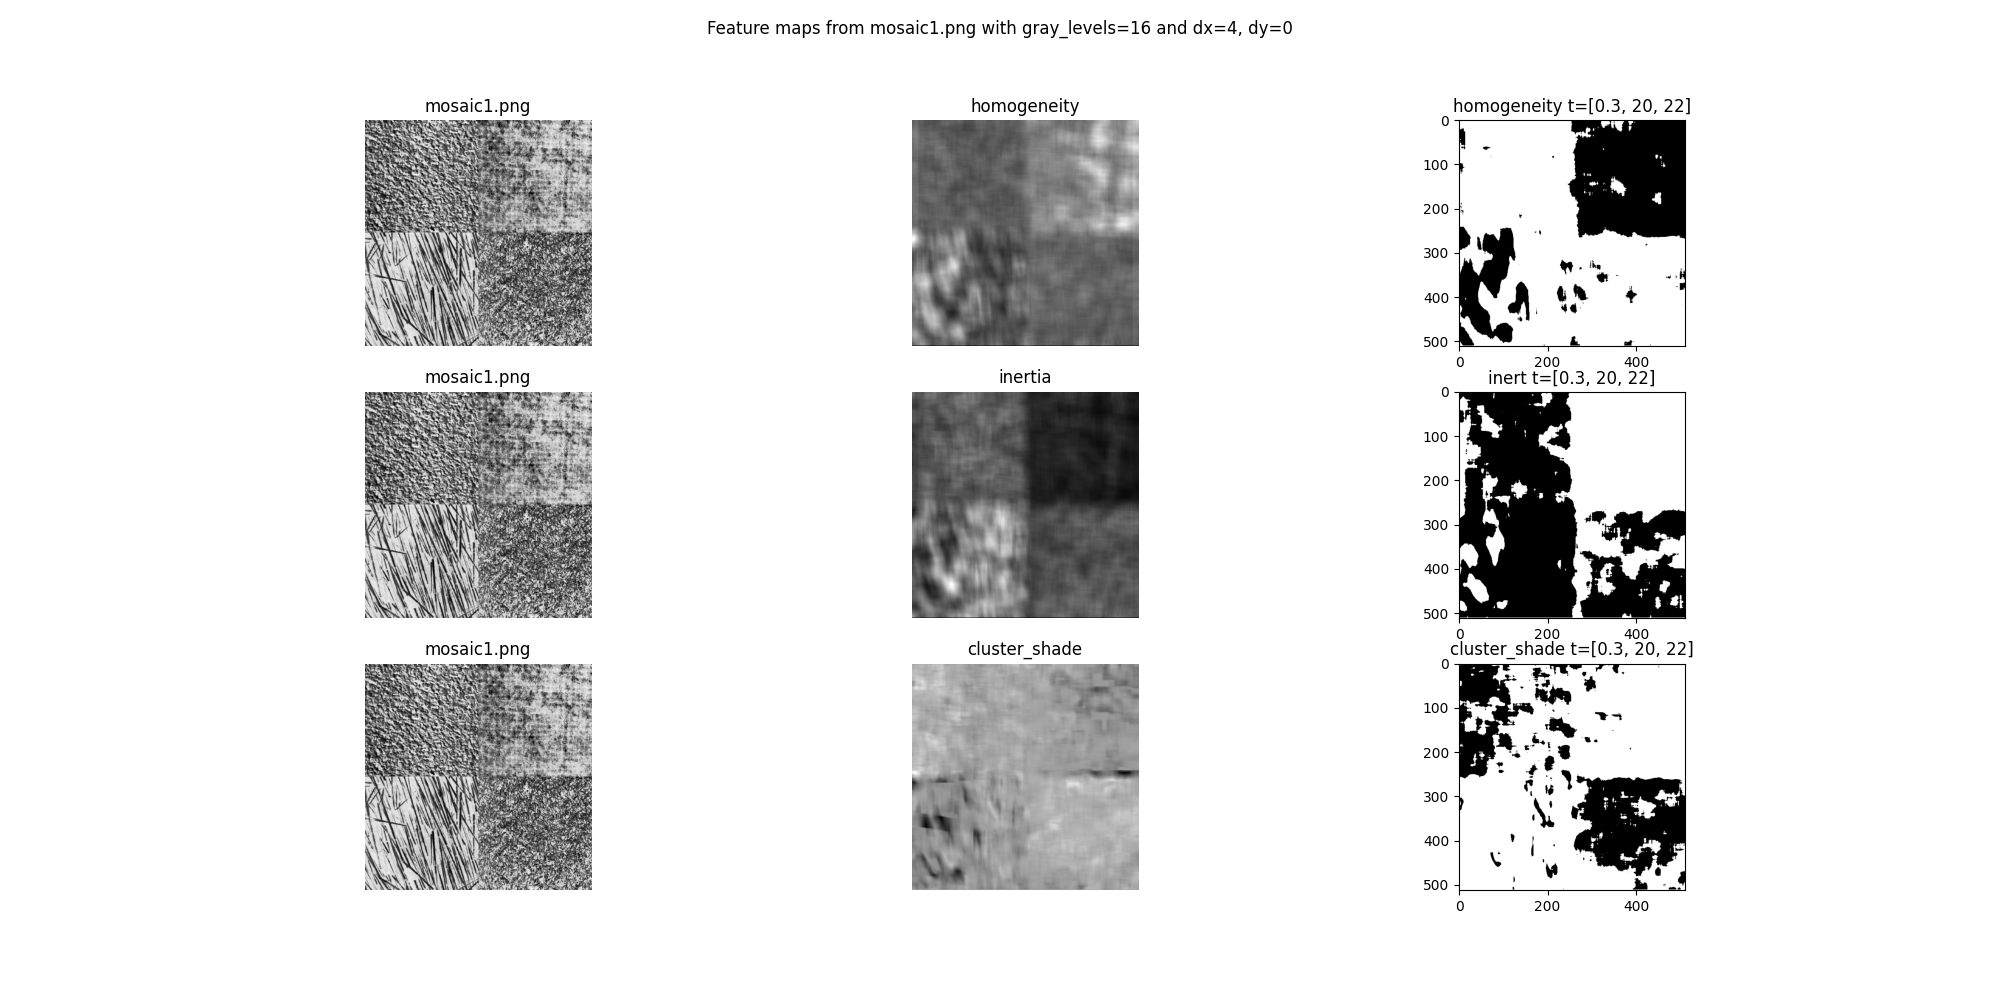 Feature maps from mosaic1.png with gray_levels=16 and dx=4, dy=0
mosaic1.png
homogeneity
homogeneity t=[0.3, 20, 22]
0
100
200
300
400
500
0
200
400
mosaic1.png
inertia
inert t=[0.3, 20, 22]
0
100
200
300
400
500
0
200
400
mosaic1.png
cluster_shade
cluster_shade t=[0.3, 20, 22]
0
100
200
300
400
500
0
200
400